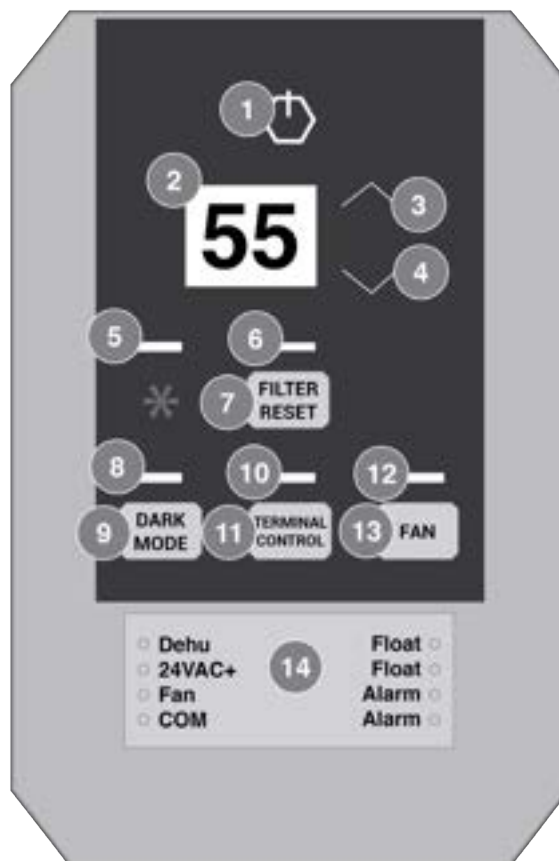 1
2
55
3
4
5
6
7
FILTER
RESET
8
10
12
9
DARK
MODE
11
TERMINAL
CONTROL
13
FAN
14
Dehu
24VAC+
Fan
COM
Float
Float
Alarm
Alarm